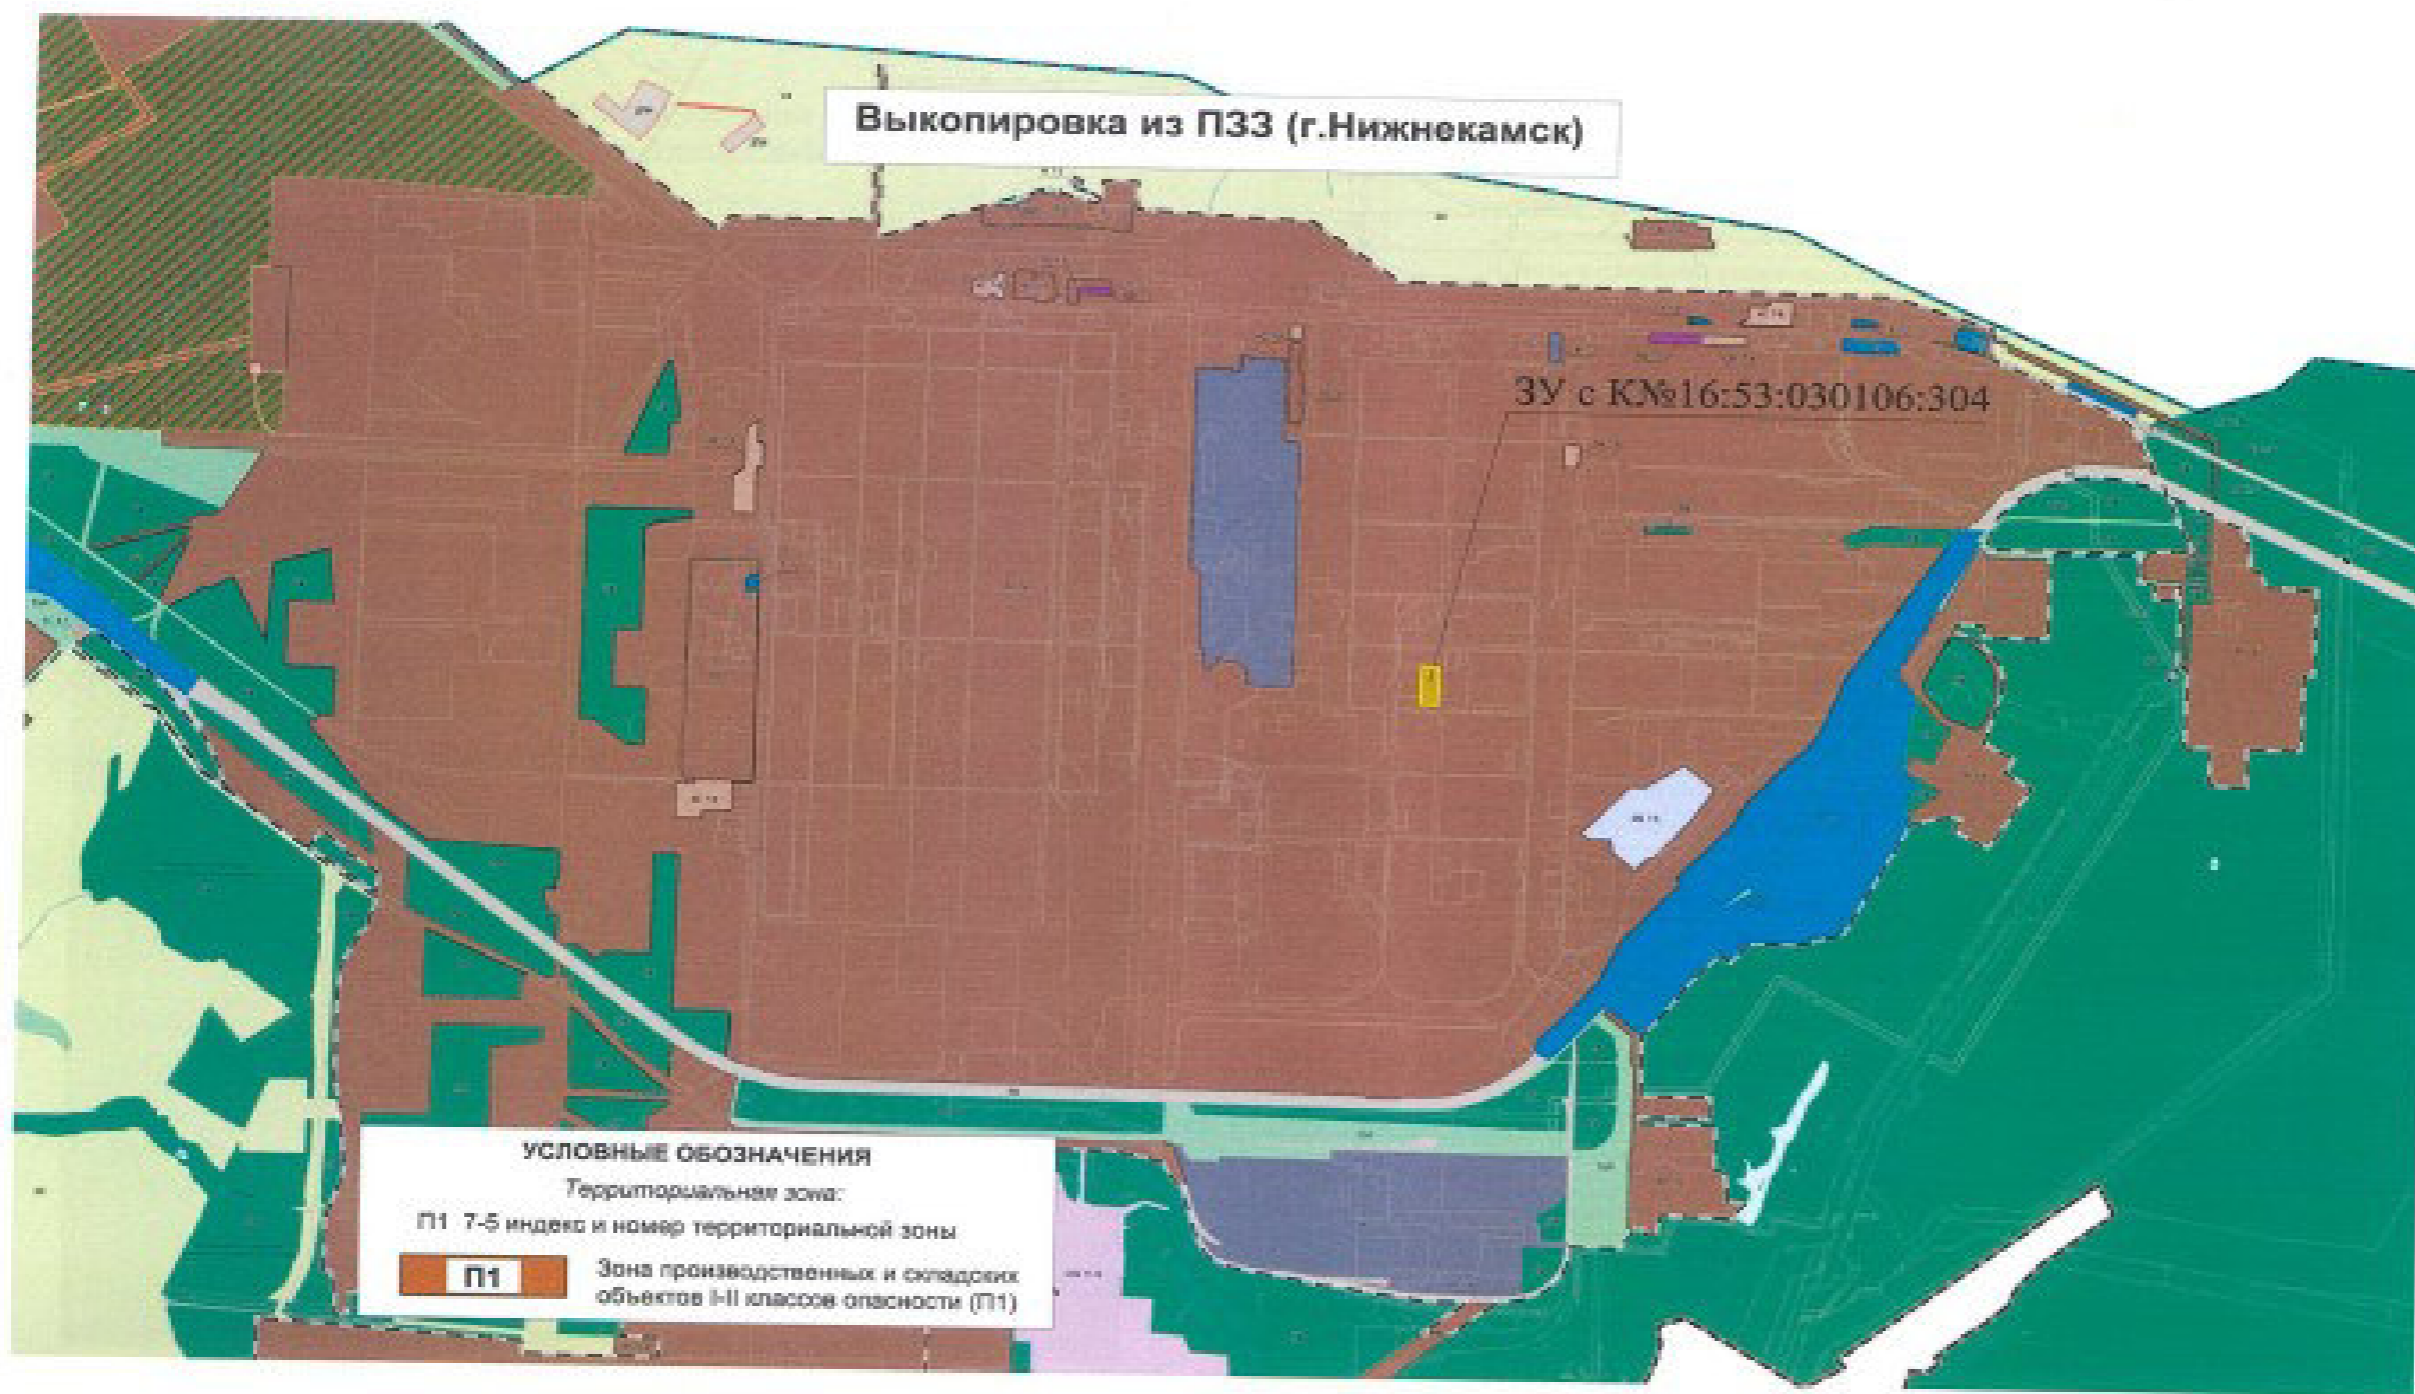 Выкопировка из ПЗЗ (г.Нижнекамск)
ЗУ с К№16:53:030106:304
УСЛОВНЫЕ ОБОЗНАЧЕНИЯ
Территориальная зона:
П1 7-5 индекс и номер территориальной зоны
П1
Зона производственных и складских
объектов I-II классов опасности (П1)